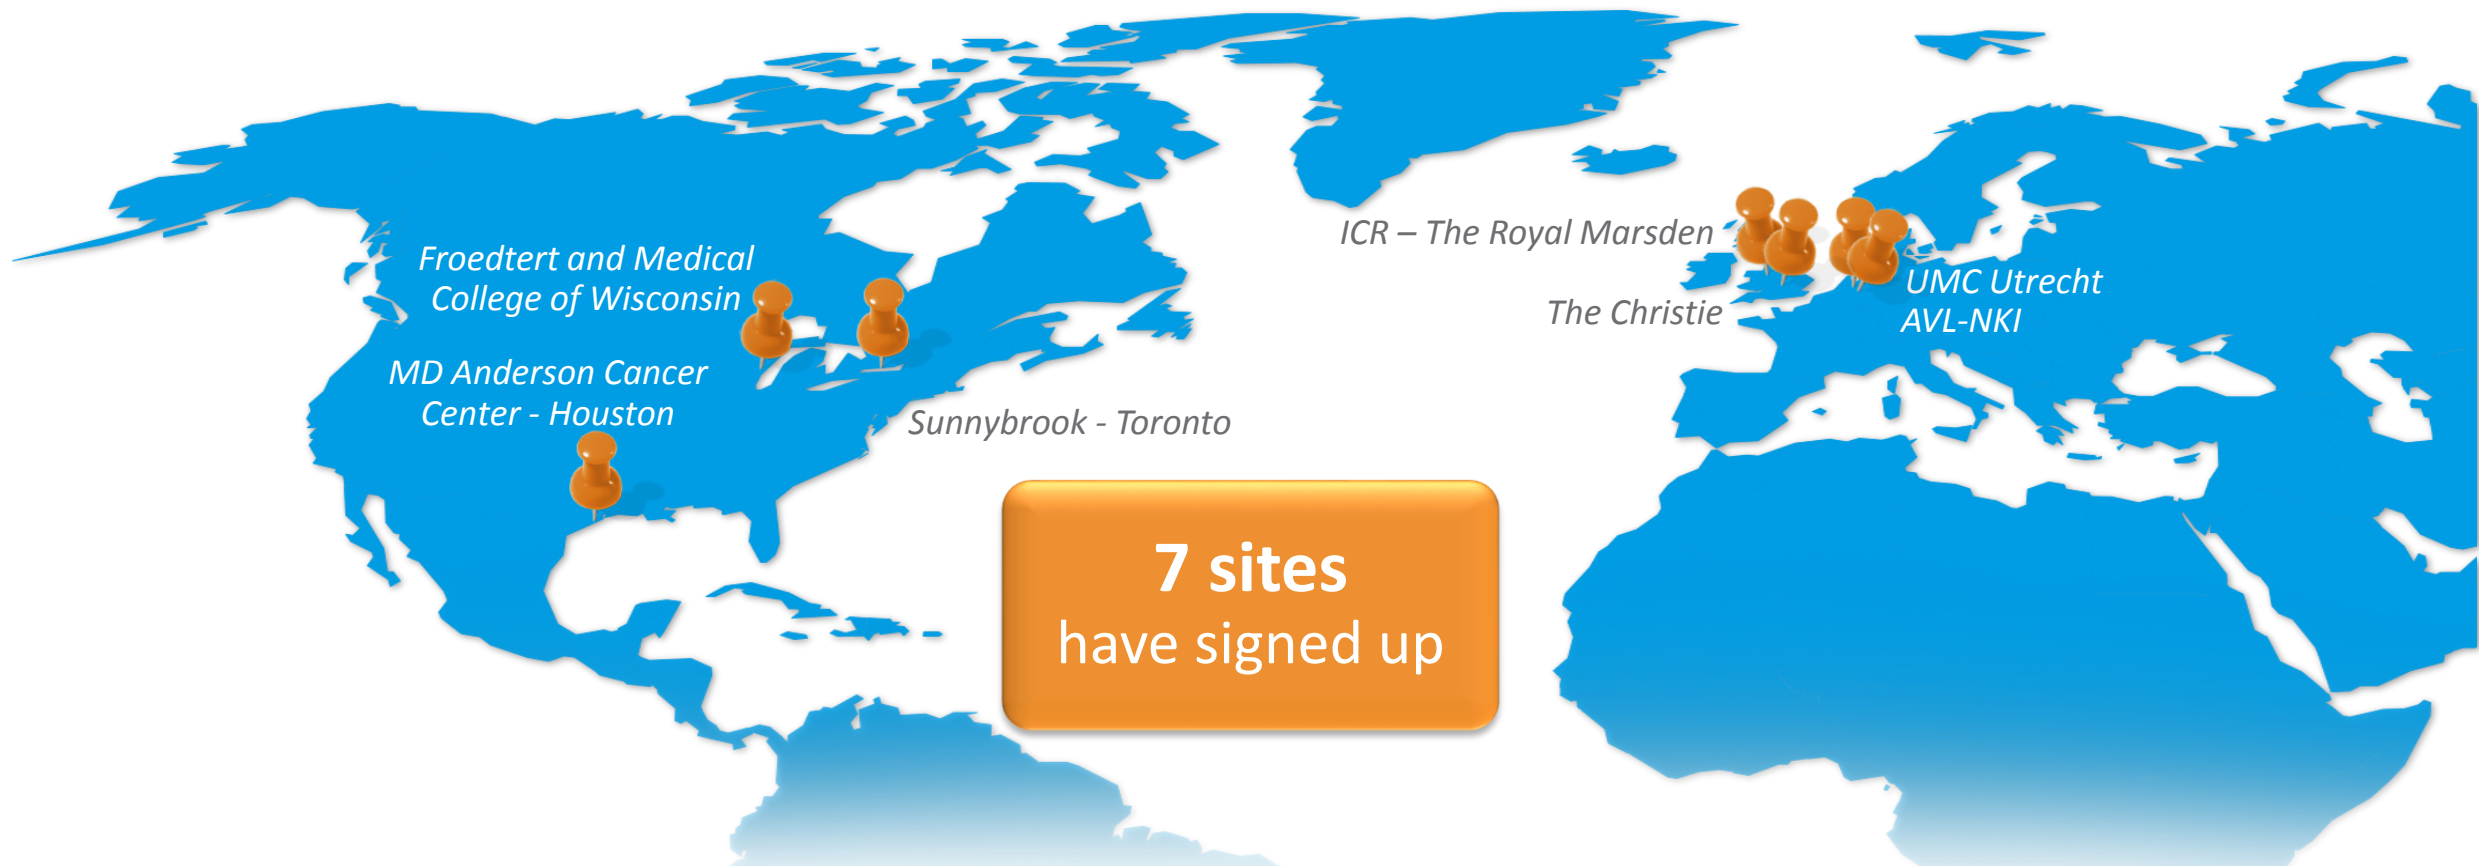 Froedtert and Medical
College of Wisconsin
MD Anderson Cancer
Center - Houston
Sunnybrook - Toronto
ICR – The Royal Marsden
The Christie
UMC Utrecht
AVL-NKI
7 sites
have signed up